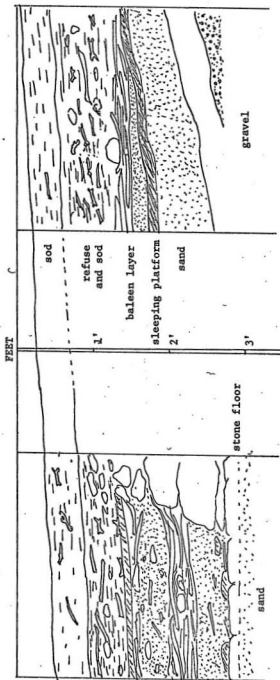 FEET
sod
refuse
and sod
1'
baleen layer
sleeping platform
2'
sand
3'
gravel
stone floor
sand